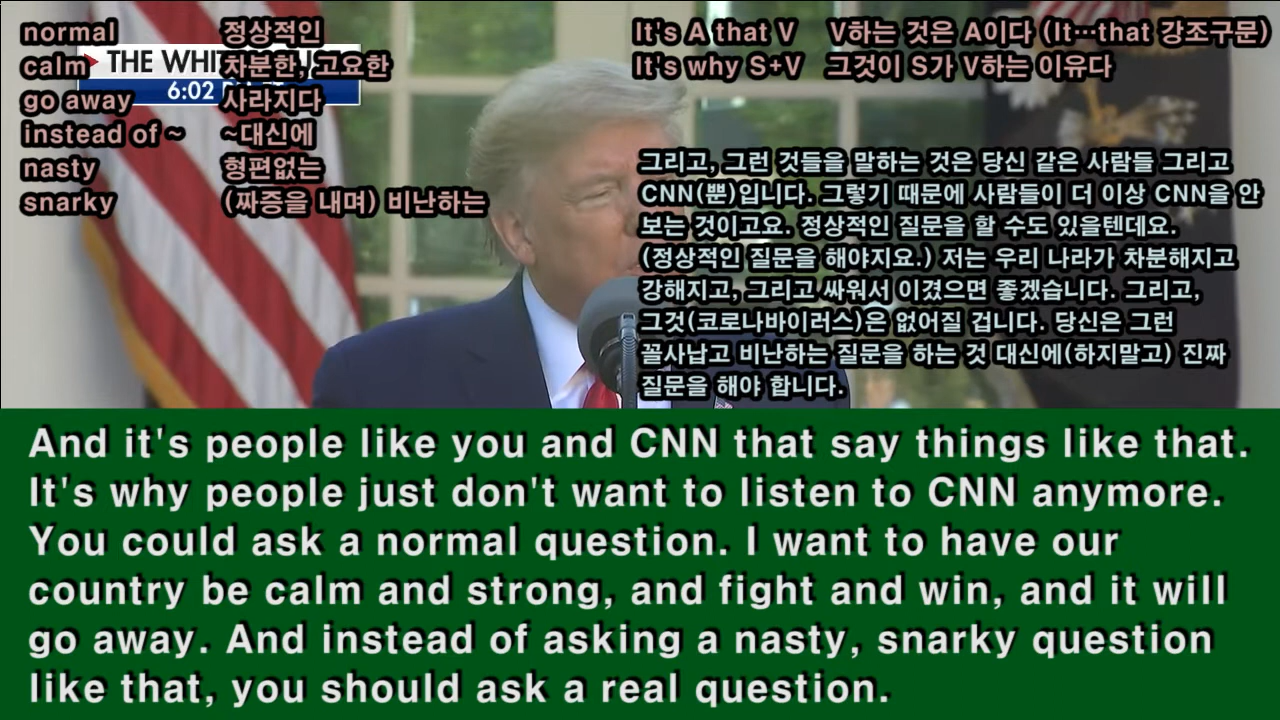 normal 정상적인
calm 차분한, 고요한
go away 사라지다
instead of ~ ~대신에
nasty 형편없는
snarky (짜증을 내며) 비난하는
THE WHI
6:02
It's A that V V하는 것은 A이다 (It…that 강조구문)
It's why S+V 그것이 S가 V하는 이유다
그리고, 그런 것들을 말하는 것은 당신 같은 사람들 그리고
CNN(뿐)입니다. 그렇기 때문에 사람들이 더 이상 CNN을 안
보는 것이고요. 정상적인 질문을 할 수도 있을텐데요.
(정상적인 질문을 해야지요.) 저는 우리 나라가 차분해지고
강해지고, 그리고 싸워서 이겼으면 좋겠습니다. 그리고,
그것(코로나바이러스)은 없어질 겁니다. 당신은 그런
꼴사납고 비난하는 질문을 하는 것 대신에(하지말고) 진짜
질문을 해야 합니다.
And it's people like you and CNN that say things like that.
It's why people just don't want to listen to CNN anymore.
You could ask a normal question. I want to have our
country be calm and strong, and fight and win, and it will
go away. And instead of asking a nasty, snarky question
like that, you should ask a real question.